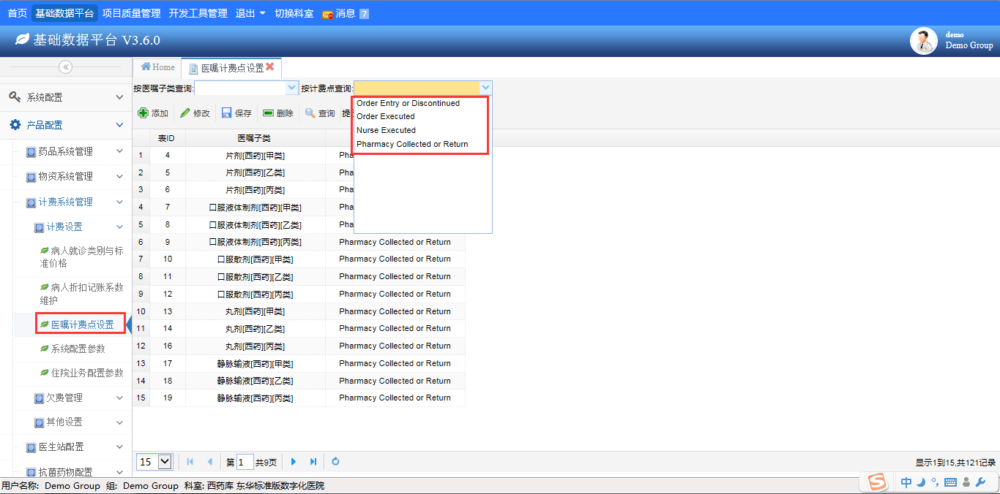 首页 基础数据平台 项目质量管理 开发工具管理 退出 切换科室 消息 7
基础数据平台 V3.6.0
demo
Demo Group
系统配置
产品配置
药品系统管理
物资系统管理
计费系统管理
计费设置
病人就诊类别与标
准价格
病人折扣记账系数
维护
医嘱计费点设置
系统配置参数
住院业务配置参数
欠费管理
其他设置
医生站配置
抗菌药物配置
Home 医嘱计费点设置
按医嘱子类查询: 按计费点查询:
添加 修改 保存 删除 查询
Order Entry or Discontinued
Order Executed
Nurse Executed
Pharmacy Collected or Return
表ID 医嘱子类
1 4 片剂[西药][甲类] Pha
2 5 片剂[西药][乙类] Pha
3 6 片剂[西药][丙类] Pha
4 7 口服液体制剂[西药][甲类] Pha
5 8 口服液体制剂[西药][乙类] Pha
6 9 口服液体制剂[西药][丙类] Pharmacy Collected or Return
7 10 口服散剂[西药][甲类] Pharmacy Collected or Return
8 11 口服散剂[西药][乙类] Pharmacy Collected or Return
9 12 口服散剂[西药][丙类] Pharmacy Collected or Return
10 13 丸剂[西药][甲类] Pharmacy Collected or Return
11 14 丸剂[西药][乙类] Pharmacy Collected or Return
12 16 丸剂[西药][丙类] Pharmacy Collected or Return
13 17 静脉输液[西药][甲类] Pharmacy Collected or Return
14 18 静脉输液[西药][乙类] Pharmacy Collected or Return
15 19 静脉输液[西药][丙类] Pharmacy Collected or Return
15 第 1 共9页 显示1到15,共121记录
用户名称: Demo Group 组: Demo Group 科室: 西药库 东华标准版数字化医院
S 中